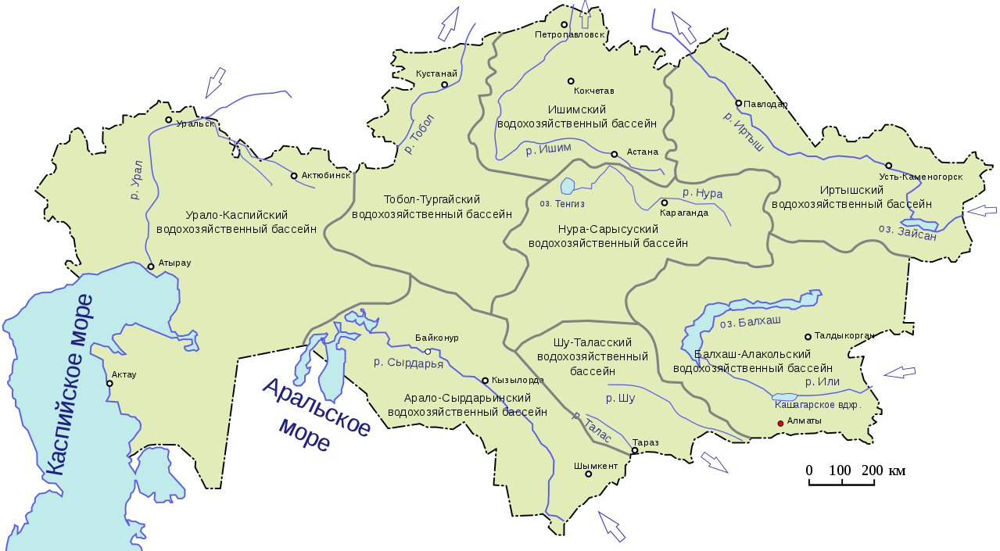 Петропавловск
Кустанай
Кокчетав
Павлодар
Ишимский
водохозяйственный бассейн
р. Тобол
р. Иртыш
Уральск
р. Ишим
Астана
Актюбинск
р. Урал
Усть-Каменогорск
Тобол-Тургайский
водохозяйственный бассейн
оз. Тенгиз
р. Нура
Караганда
Иртышский
водохозяйственный бассейн
Урало-Каспийский
водохозяйственный бассейн
Нура-Сарысуский
водохозяйственный бассейн
оз. Зайсан
Атырау
Каспийское море
оз. Балхаш
Байконур
Талдыкорган
Шу-Таласский
водохозяйственный
бассейн
Балхаш-Алакольский
водохозяйственный бассейн
р. Сырдарья
Актау
Кызылорда
р. Или
Аральское
море
Арало-Сырдарьинский
водохозяйственный бассейн
р. Шу
Кашагарское вдхр.
р. Талас
Алматы
Тараз
Шымкент
0 100 200 км